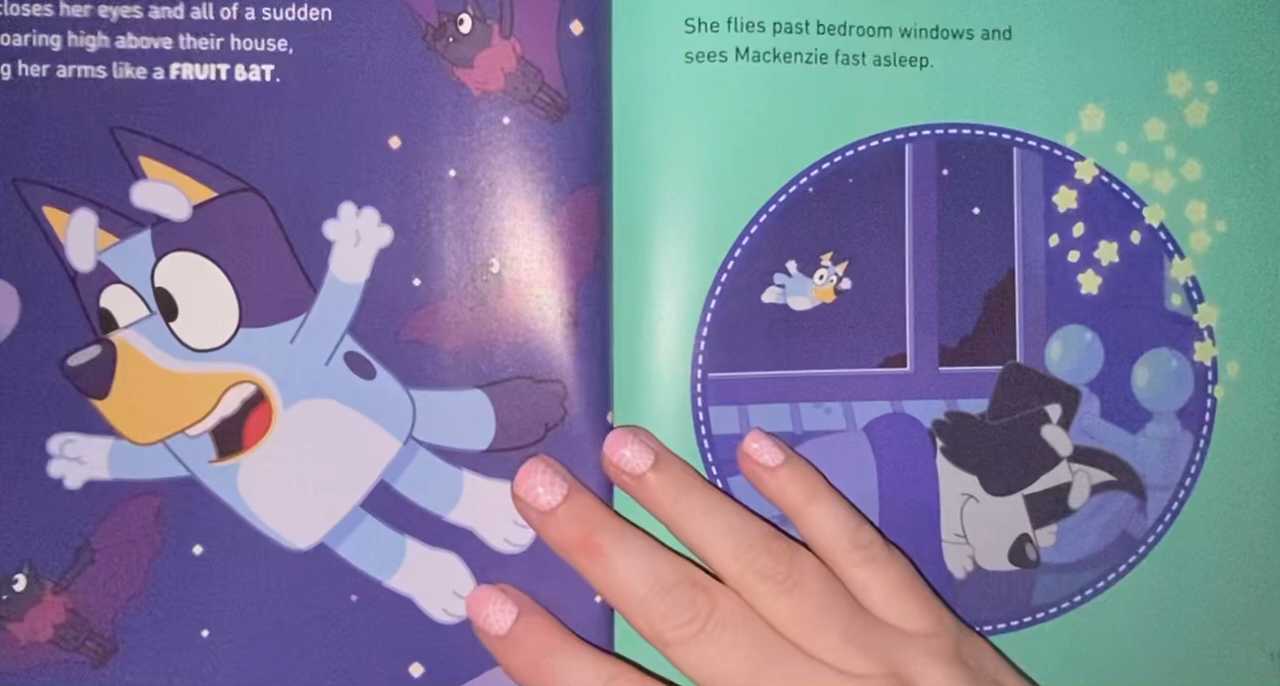 closes her eyes and all of a sudden
oaring high above their house,
g her arms like a FRUIT BAT.
She flies past bedroom windows and
sees Mackenzie fast asleep.